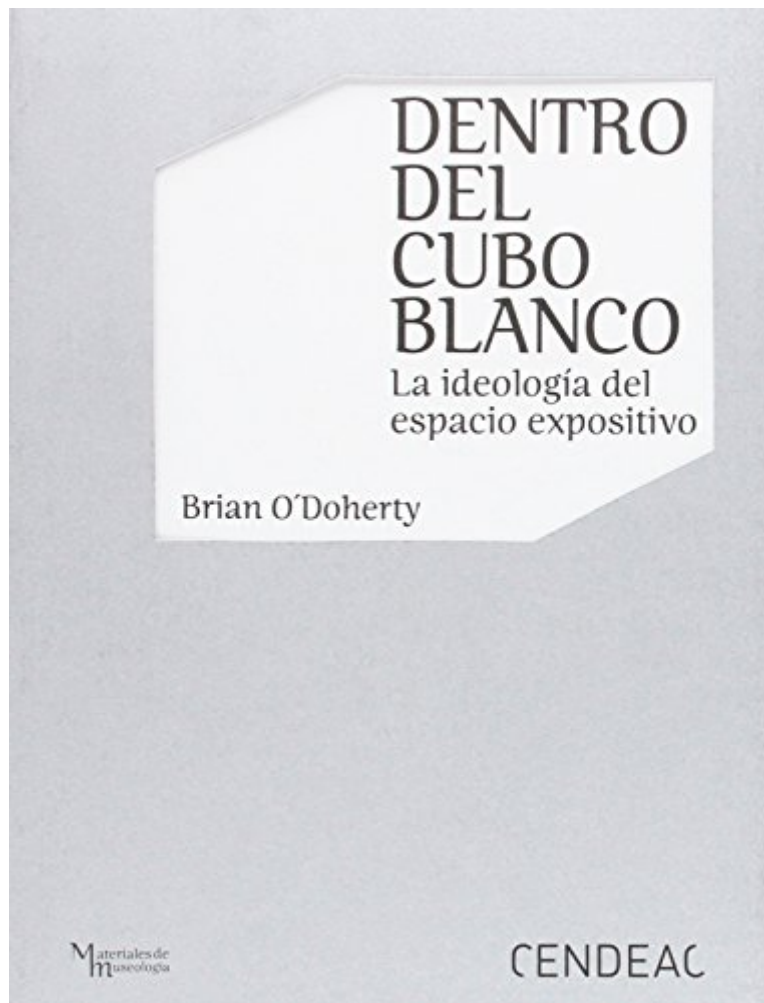 DENTRO
DEL
CUBO
BLANCO
La ideología del
espacio expositivo
Brian O´Doherty
Materiales de
museología
CENDEAC